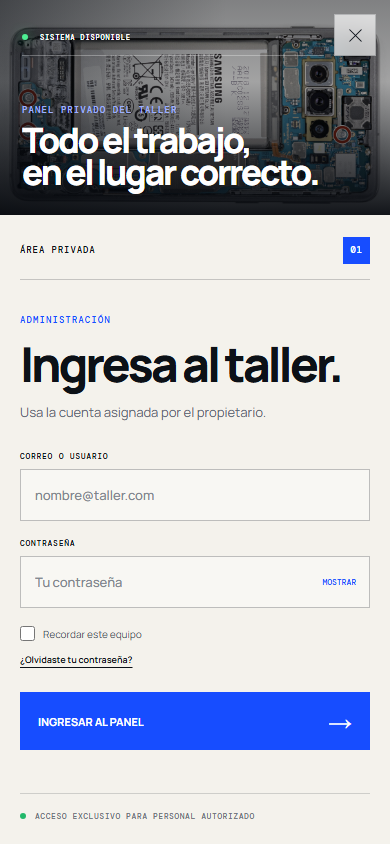 SISTEMA DISPONIBLE
SAMSUNG
PANEL PRIVADO DEL TALLER
Todo el trabajo,
en el lugar correcto.
ÁREA PRIVADA
01
ADMINISTRACIÓN
Ingresa al taller.
Usa la cuenta asignada por el propietario.
CORREO O USUARIO
nombre@taller.com
CONTRASEÑA
Tu contraseña
MOSTRAR
Recordar este equipo
¿Olvidaste tu contraseña?
INGRESAR AL PANEL
ACCESO EXCLUSIVO PARA PERSONAL AUTORIZADO